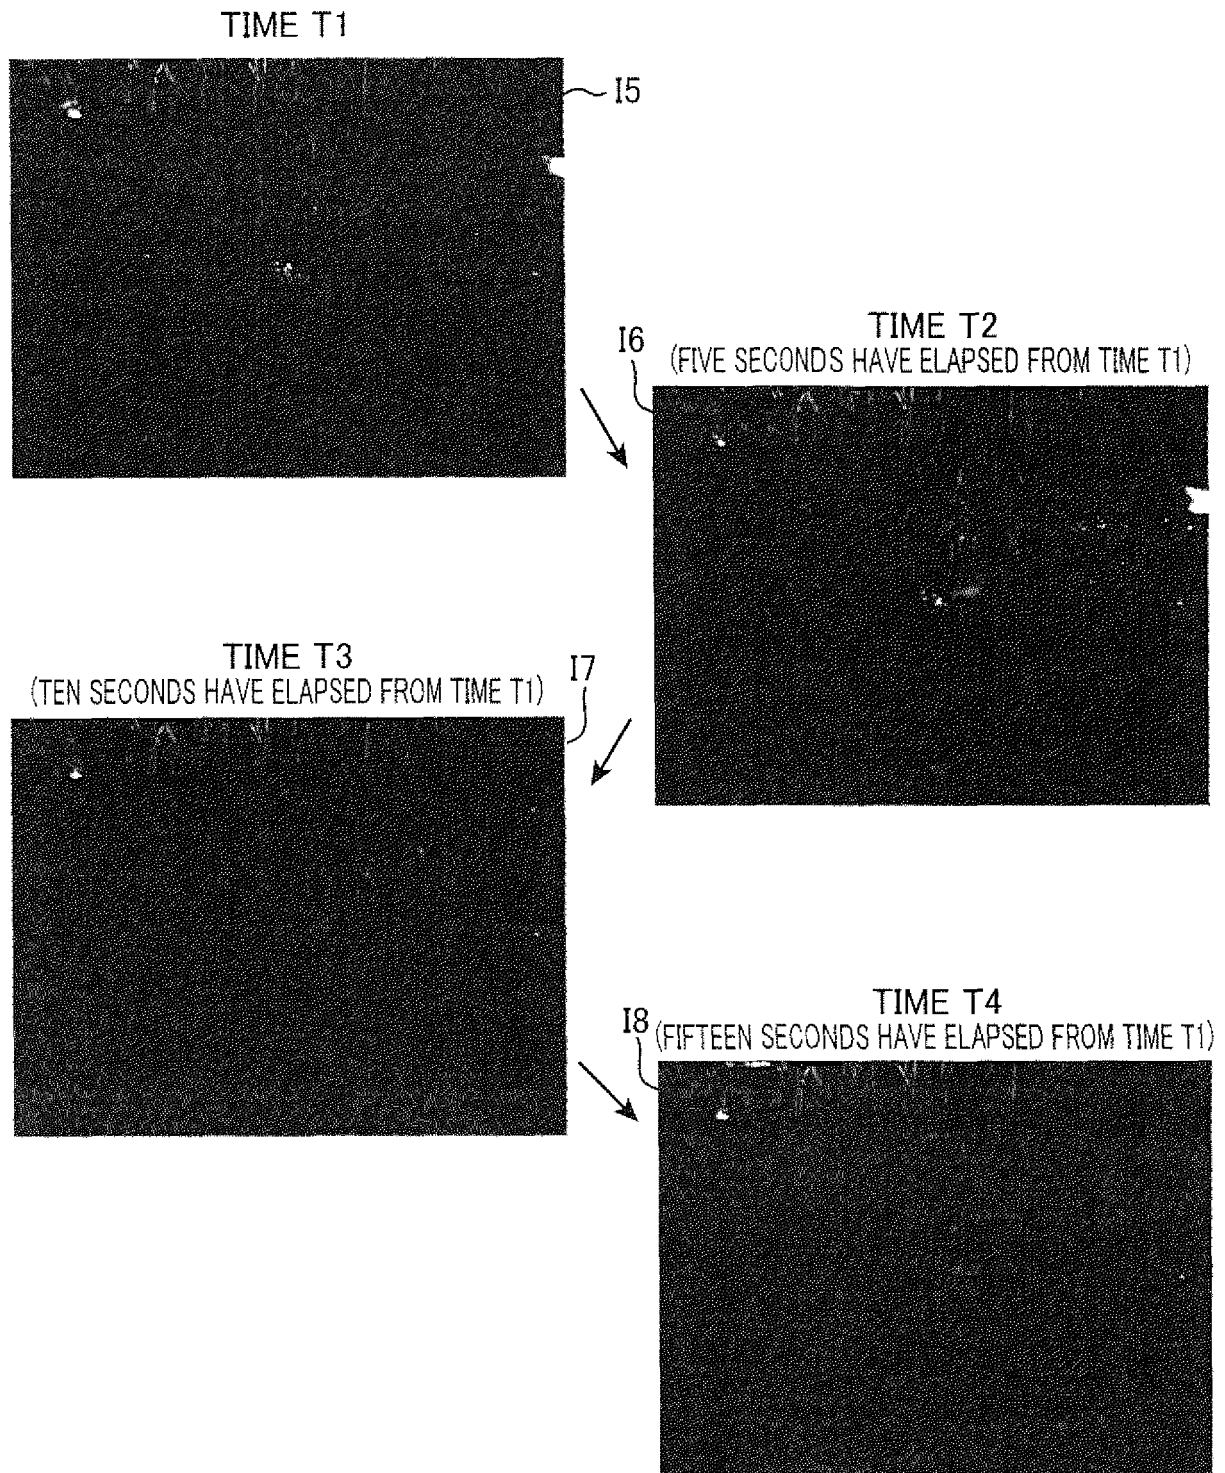 TIME T1
I5
TIME T2
I6
(FIVE SECONDS HAVE ELAPSED FROM TIME T1)
TIME T3
I7
(TEN SECONDS HAVE ELAPSED FROM TIME T1)
TIME T4
I8
(FIFTEEN SECONDS HAVE ELAPSED FROM TIME T1)